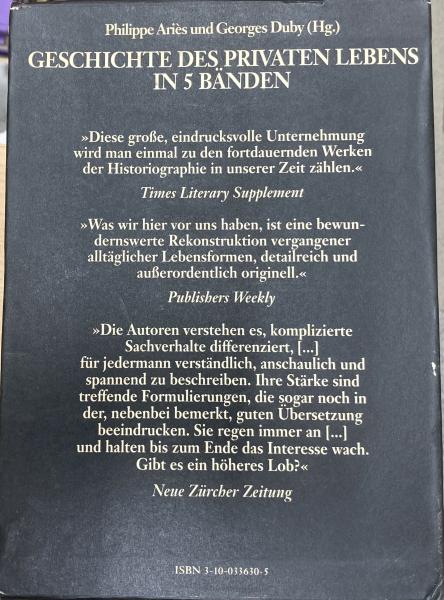 Philippe Ariès und Georges Duby (Hg.)
GESCHICHTE DES PRIVATEN LEBENS
IN 5 BÄNDEN
»Diese große, eindrucksvolle Unternehmung
wird man einmal zu den fortdauernden Werken
der Historiographie in unserer Zeit zählen.«
Times Literary Supplement
»Was wir hier vor uns haben, ist eine bewun-
dernswerte Rekonstruktion vergangener
alltäglicher Lebensformen, detailreich und
außerordentlich originell.«
Publishers Weekly
»Die Autoren verstehen es, komplizierte
Sachverhalte differenziert, [...]
für jedermann verständlich, anschaulich und
spannend zu beschreiben. Ihre Stärke sind
treffende Formulierungen, die sogar noch in
der, nebenbei bemerkt, guten Übersetzung
beeindrucken. Sie regen immer an [...]
und halten bis zum Ende das Interesse wach.
Gibt es ein höheres Lob?«
Neue Zürcher Zeitung
ISBN 3-10-033630-5